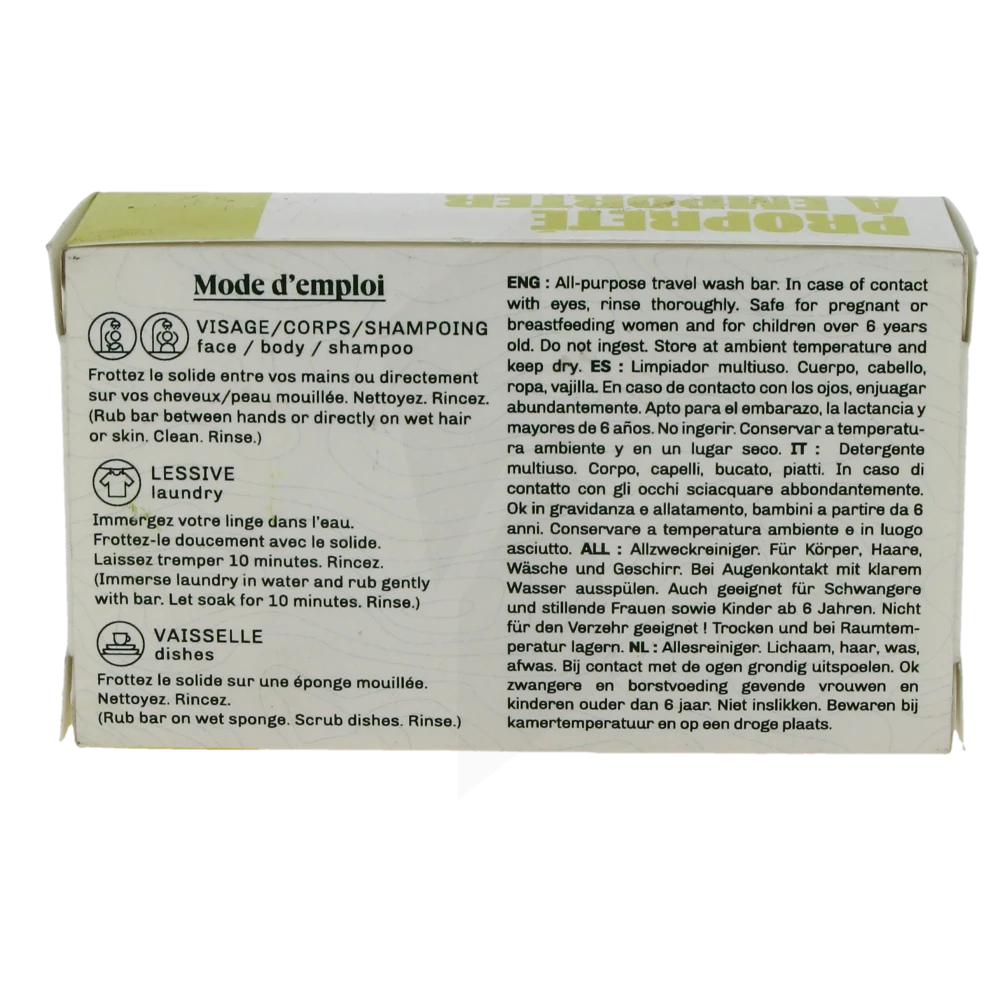 PROPRETÉ
À EMPORTER
Mode d'emploi
VISAGE/CORPS/SHAMPOING
face / body / shampoo
Frottez le solide entre vos mains ou directement
sur vos cheveux/peau mouillée. Nettoyez. Rincez.
(Rub bar between hands or directly on wet hair
or skin. Clean. Rinse.)
LESSIVE
laundry
Immergez votre linge dans l'eau.
Frottez-le doucement avec le solide.
Laissez tremper 10 minutes. Rincez.
(Immerse laundry in water and rub gently
with bar. Let soak for 10 minutes. Rinse.)
VAISSELLE
dishes
Frottez le solide sur une éponge mouillée.
Nettoyez. Rincez.
(Rub bar on wet sponge. Scrub dishes. Rinse.)
ENG : All-purpose travel wash bar. In case of contact
with eyes, rinse thoroughly. Safe for pregnant or
breastfeeding women and for children over 6 years
old. Do not ingest. Store at ambient temperature and
keep dry. ES : Limpiador multiuso. Cuerpo, cabello,
ropa, vajilla. En caso de contacto con los ojos, enjuagar
abundantemente. Apto para el embarazo, la lactancia y
mayores de 6 años. No ingerir. Conservar a temperatu-
ra ambiente y en un lugar seco. IT : Detergente
multiuso. Corpo, capelli, bucato, piatti. In caso di
contatto con gli occhi sciacquare abbondantemente.
Ok in gravidanza e allatamento, bambini a partire da 6
anni. Conservare a temperatura ambiente e in luogo
asciutto. ALL : Allzweckreiniger. Für Körper, Haare,
Wäsche und Geschirr. Bei Augenkontakt mit klarem
Wasser ausspülen. Auch geeignet für Schwangere
und stillende Frauen sowie Kinder ab 6 Jahren. Nicht
für den Verzehr geeignet ! Trocken und bei Raumtem-
peratur lagern. NL : Allesreiniger. Lichaam, haar, was,
afwas. Bij contact met de ogen grondig uitspoelen. Ok
zwangere en borstvoeding gevende vrouwen en
kinderen ouder dan 6 jaar. Niet inslikken. Bewaren bij
kamertemperatuur en op een droge plaats.